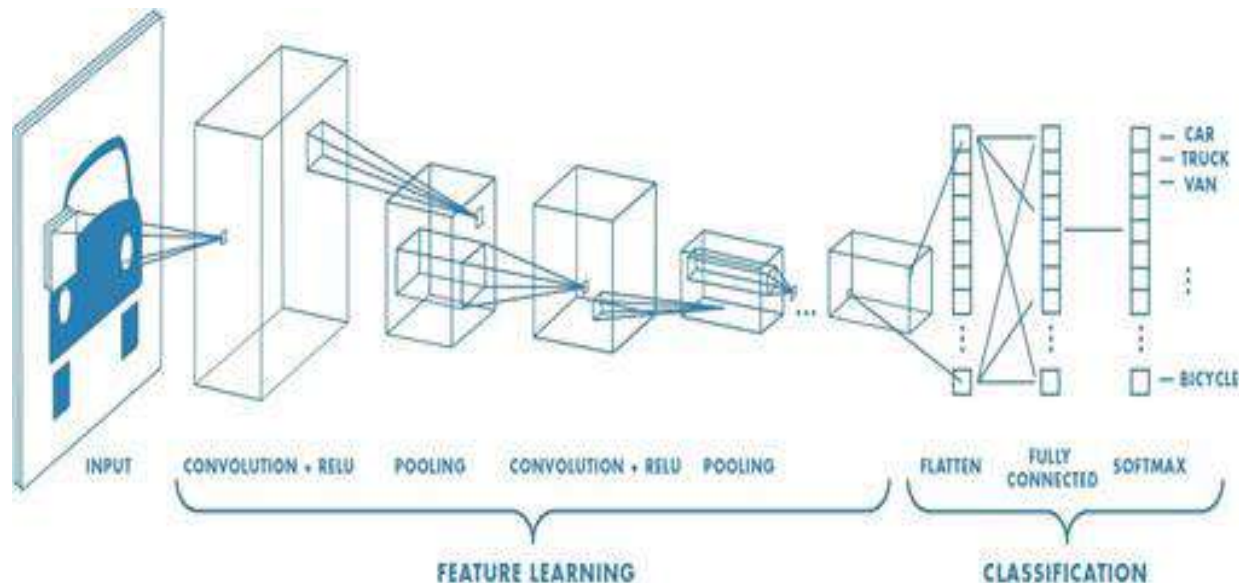 CAR
TRUCK
VAN
BICYCLE
INPUT
CONVOLUTION + RELU
POOLING
CONVOLUTION + RELU
POOLING
FLATTEN
FULLY
CONNECTED
SOFTMAX
FEATURE LEARNING
CLASSIFICATION